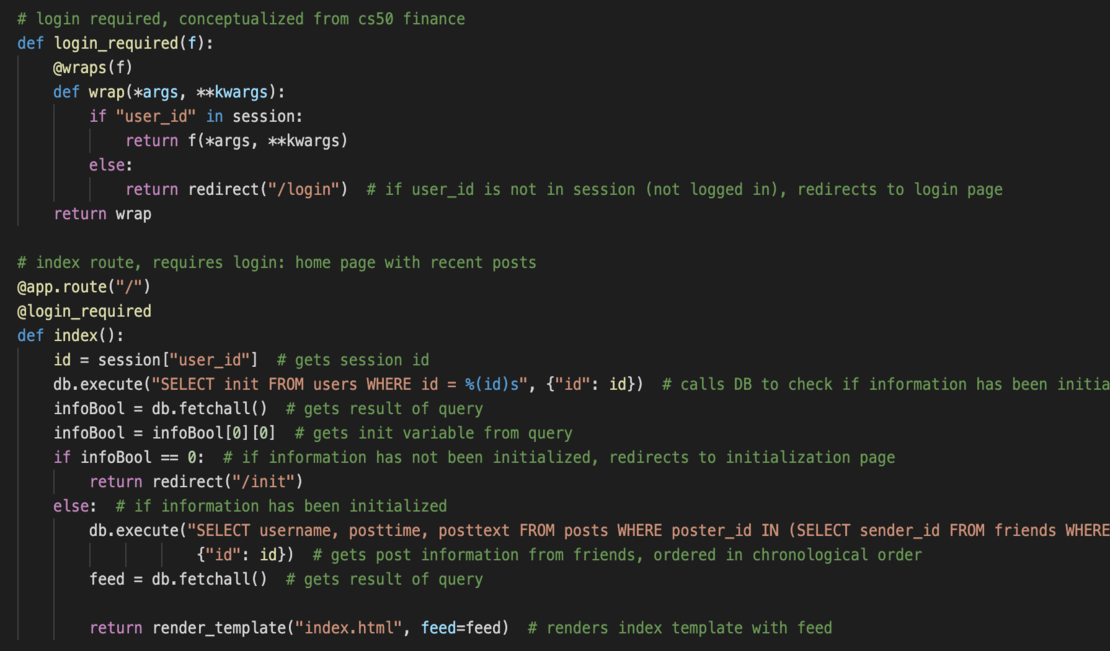 # login required, conceptualized from cs50 finance
def login_required(f):
    @wraps(f)
    def wrap(*args, **kwargs):
        if "user_id" in session:
            return f(*args, **kwargs)
        else:
            return redirect("/login")  # if user_id is not in session (not logged in), redirects to login page
    return wrap

# index route, requires login: home page with recent posts
@app.route("/")
@login_required
def index():
    id = session["user_id"]  # gets session id
    db.execute("SELECT init FROM users WHERE id = %(id)s", {"id": id})  # calls DB to check if information has been initia
    infoBool = db.fetchall()  # gets result of query
    infoBool = infoBool[0][0]  # gets init variable from query
    if infoBool == 0:  # if information has not been initialized, redirects to initialization page
        return redirect("/init")
    else:  # if information has been initialized
        db.execute("SELECT username, posttime, posttext FROM posts WHERE poster_id IN (SELECT sender_id FROM friends WHERE
                    {"id": id})  # gets post information from friends, ordered in chronological order
        feed = db.fetchall()  # gets result of query

        return render_template("index.html", feed=feed)  # renders index template with feed